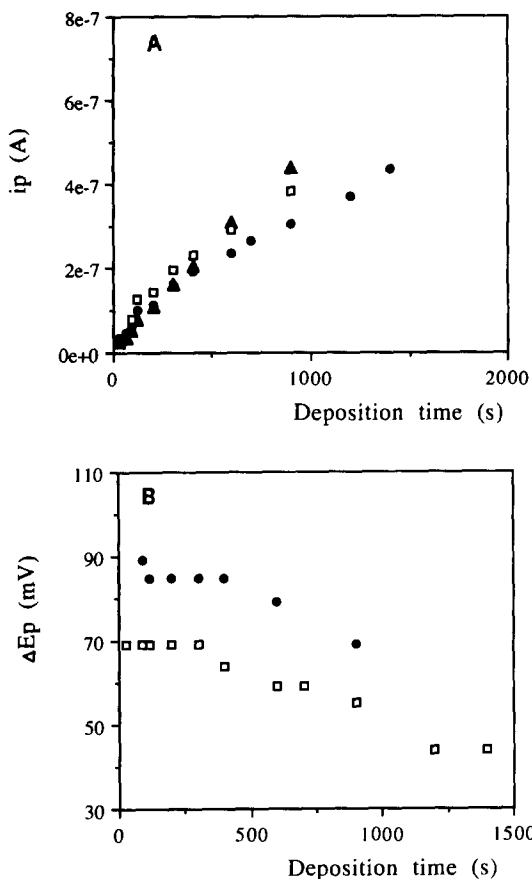 8e-7
A
6e-7
ip (A)
4e-7
2e-7
0e+0
0 1000 2000
Deposition time (s)
110
B
90
ΔEp (mV)
70
50
30
0 500 1000 1500
Deposition time (s)